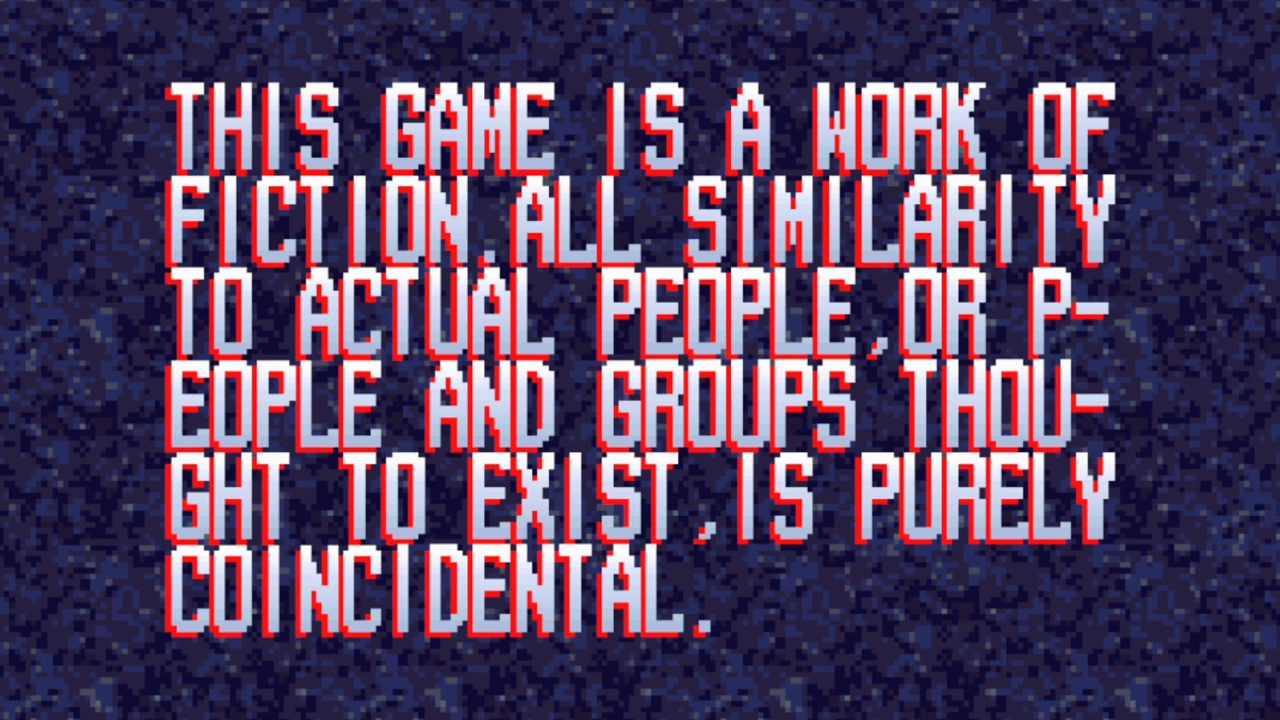 THIS GAME IS A WORK OF
FICTION.ALL SIMILARITY
TO ACTUAL PEOPLE,OR P-
EOPLE AND GROUPS THOU-
GHT TO EXIST,IS PURELY
COINCIDENTAL.